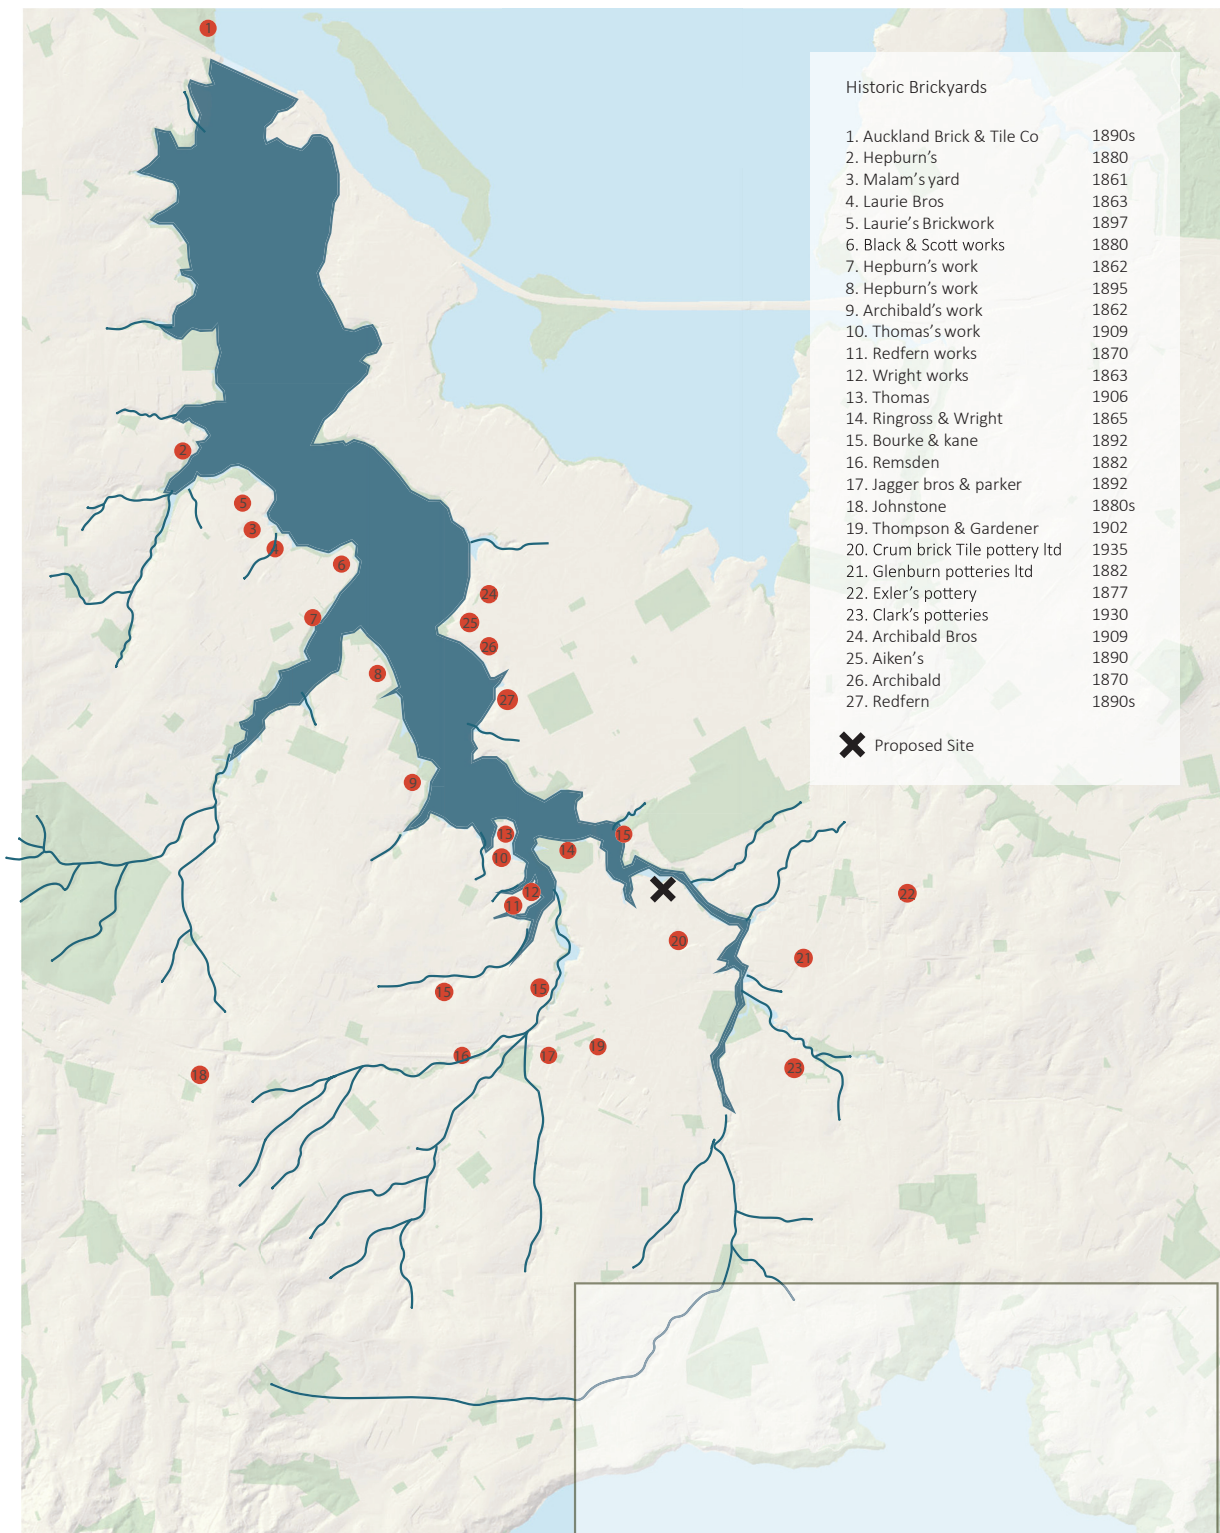 1
Historic Brickyards
1. Auckland Brick & Tile Co 1890s
2. Hepburn's 1880
3. Malam's yard 1861
4. Laurie Bros 1863
5. Laurie's Brickwork 1897
6. Black & Scott works 1880
7. Hepburn's work 1862
8. Hepburn's work 1895
9. Archibald's work 1862
10. Thomas's work 1909
11. Redfern works 1870
12. Wright works 1863
13. Thomas 1906
14. Ringross & Wright 1865
15. Bourke & kane 1892
16. Remsden 1882
17. Jagger bros & parker 1892
18. Johnstone 1880s
19. Thompson & Gardener 1902
20. Crum brick Tile pottery ltd 1935
21. Glenburn potteries ltd 1882
22. Exler's pottery 1877
23. Clark's potteries 1930
24. Archibald Bros 1909
25. Aiken's 1890
26. Archibald 1870
27. Redfern 1890s
Proposed Site
2
5
3
4
6
24
7
25
26
8
27
9
13
15
14
10
12
22
11
20
21
15
15
19
16
17
23
18